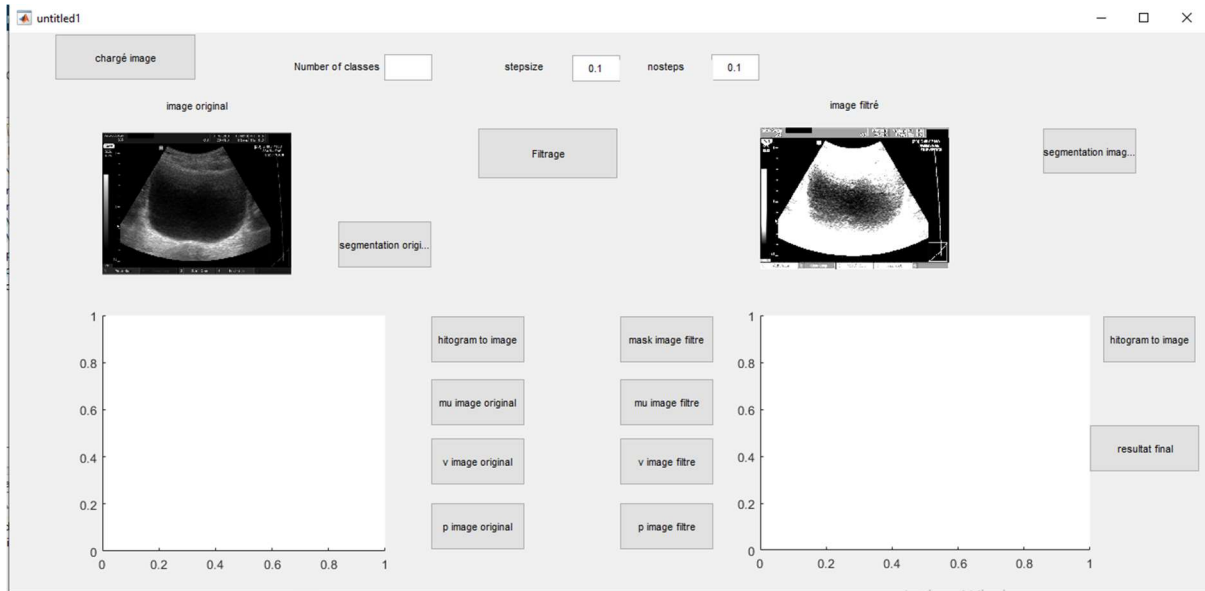 untitled1
chargé image
Number of classes
stepsize
0.1
nosteps
0.1
image original
image filtré
Filtrage
segmentation imag...
segmentation origi...
1
0.8
0.6
0.4
0.2
0
0
0.2
0.4
0.6
0.8
1
hitogram to image
mu image original
v image original
p image original
mask image filtre
mu image filtre
v image filtre
p image filtre
1
0.8
0.6
0.4
0.2
0
0
0.2
0.4
0.6
0.8
1
hitogram to image
resultat final